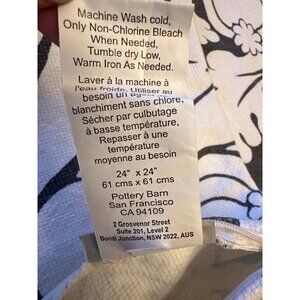 Machine Wash cold,
Only Non-Chlorine Bleach
When Needed,
Tumble dry Low,
Warm Iron As Needed.
Laver à la machine à
l'eau froide. Utiliser au
besoin un agent
blanchiment sans chlore,
Sécher par culbutage
à basse température,
Repasser à une
température
moyenne au besoin
24" x 24"
61 cms x 61 cms
Pottery Barn
San Francisco
CA 94109
2 Grosvenor Street
Suite 201, Level 2
Bondi Junction, NSW 2022, AUS